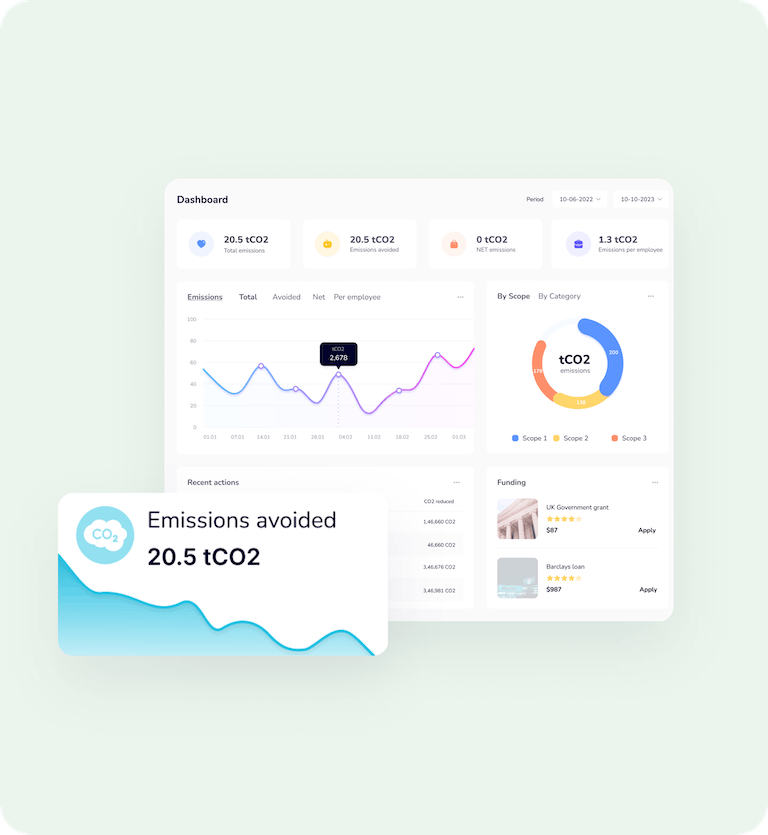 Dashboard
Period 10-06-2022 10-10-2023
20.5 tCO2
Total emissions
20.5 tCO2
Emissions avoided
0 tCO2
NET emissions
1.3 tCO2
Emissions per employee
Emissions Total Avoided Net Per employee ...
100
80
60
40
20
0
tCO2
2,678
01.01 07.01 14.01 21.01 28.01 04.02 11.02 18.02 25.02 01.03
By Scope By Category ...
200
tCO2
emissions
179
Scope 1 Scope 2 Scope 3
Recent actions ...
CO2 reduced
1,46,660 CO2
46,660 CO2
3,46,676 CO2
3,46,981 CO2
Funding ...
UK Government grant
$87 Apply
Barclays loan
$987 Apply
CO2
Emissions avoided
20.5 tCO2